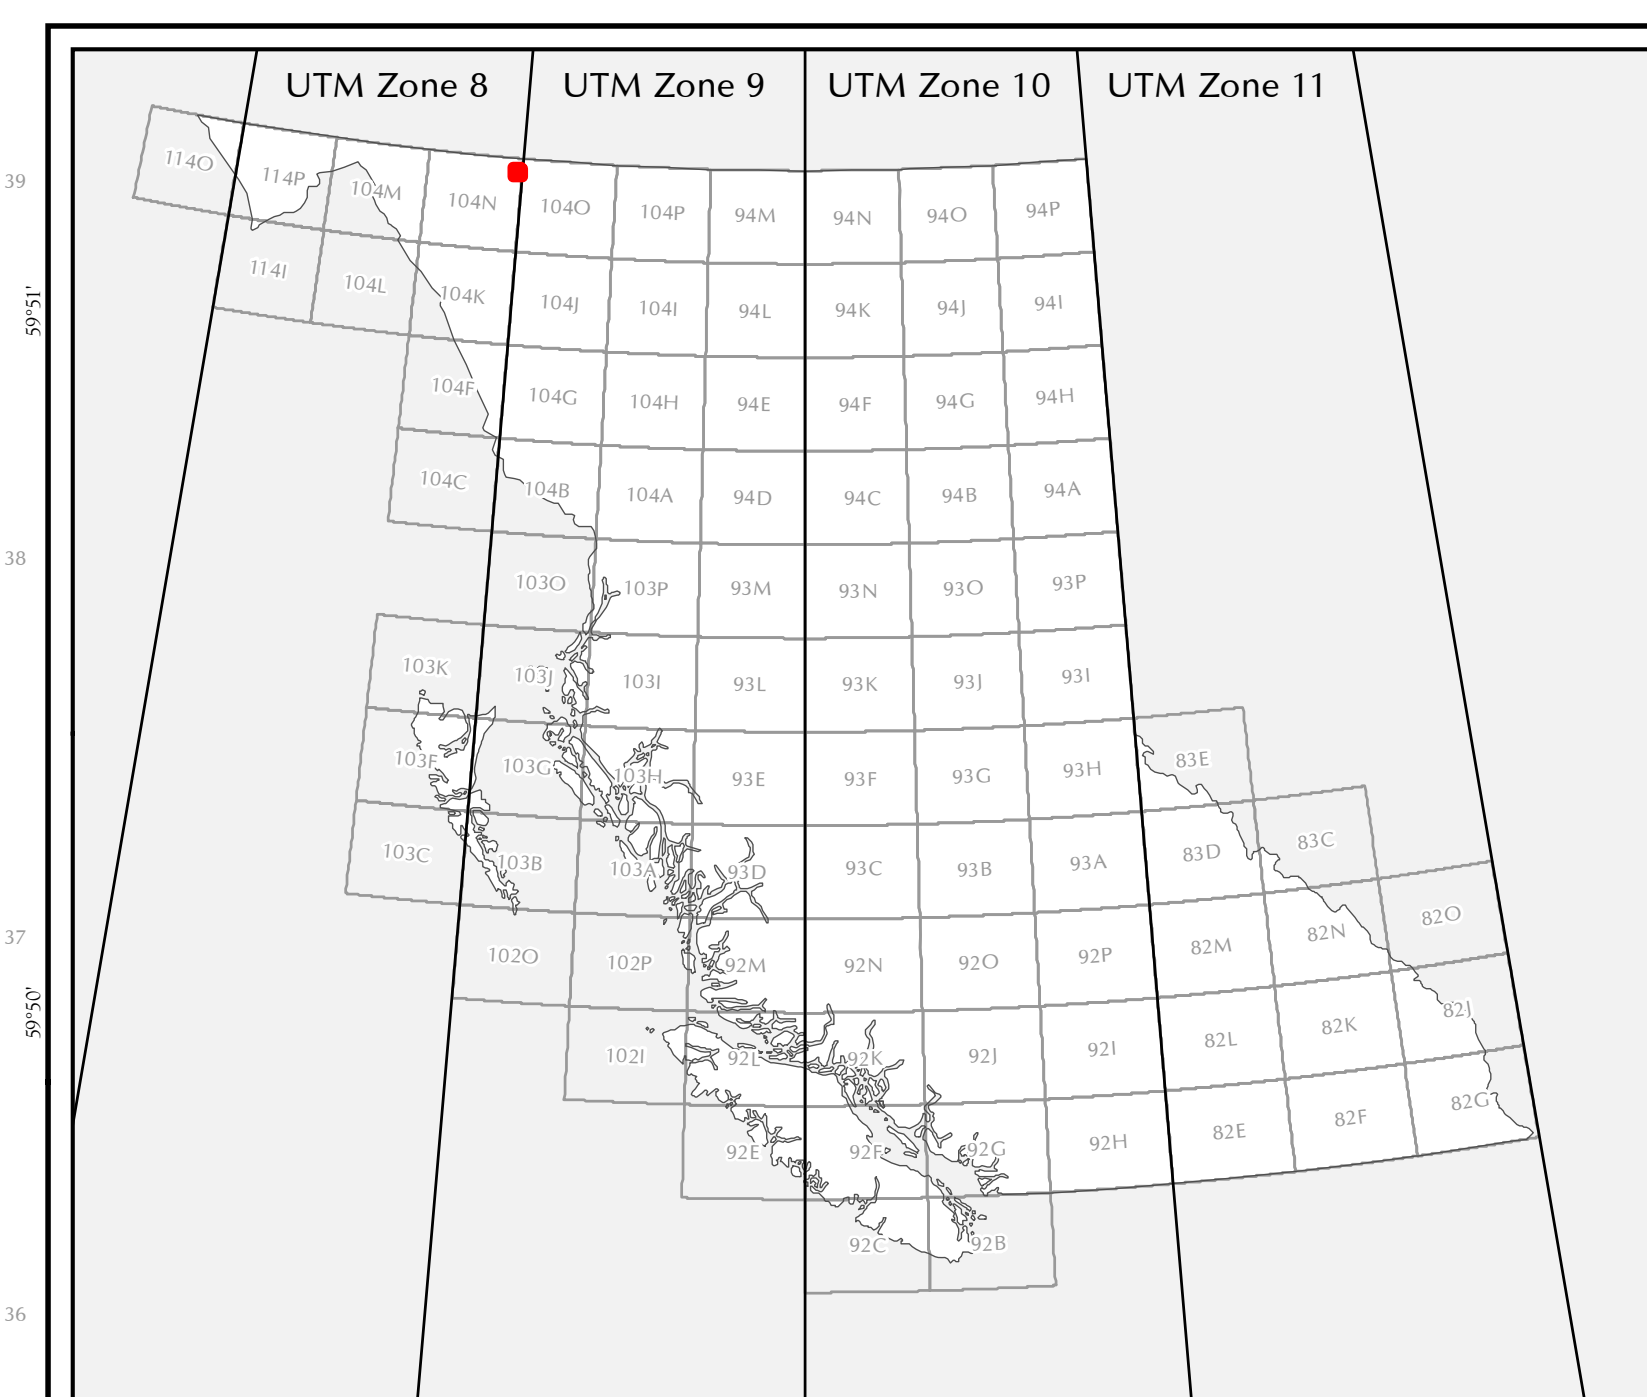 UTM Zone 8 UTM Zone 9 UTM Zone 10 UTM Zone 11
39
114O 114P 104M 104N 104O 104P 94M 94N 94O 94P
114I 104L 104K 104J 104I 94L 94K 94J 94I
59°51'
104F 104G 104H 94E 94F 94G 94H
104C 104B 104A 94D 94C 94B 94A
38
103O 103P 93M 93N 93O 93P
103K 103J 103I 93L 93K 93J 93I
103F 103G 103H 93E 93F 93G 93H 83E
103C 103B 103A 93D 93C 93B 93A 83D 83C
37
102O 102P 92M 92N 92O 92P 82M 82N 82O
59°50'
102I 92L 92K 92J 92I 82L 82K 82J
92E 92F 92G 92H 82E 82F 82G
92C 92B
36